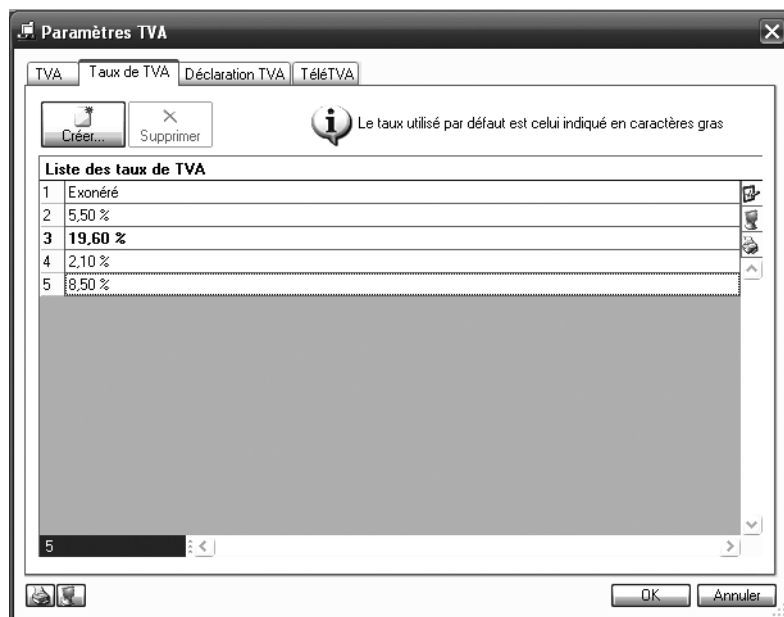 Paramètres TVA
TVA Taux de TVA Déclaration TVA TéléTVA
Créer... Supprimer Le taux utilisé par défaut est celui indiqué en caractères gras
Liste des taux de TVA
1 Exonéré
2 5,50 %
3 19,60 %
4 2,10 %
5 8,50 %
5
OK Annuler